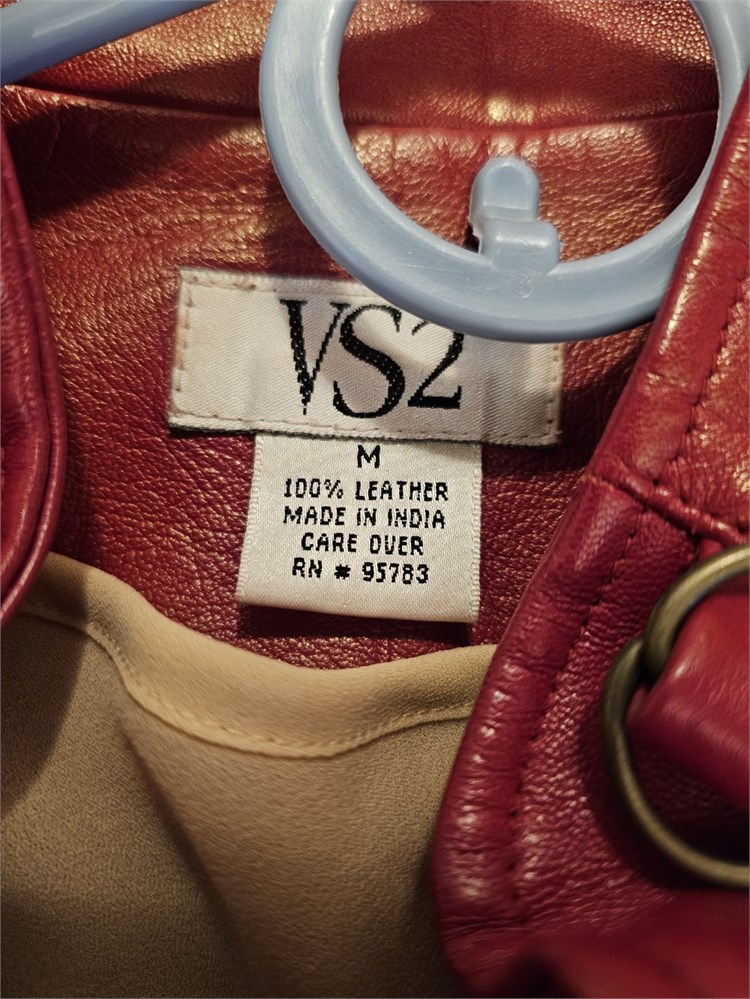 VS2
M
100% LEATHER
MADE IN INDIA
CARE OVER
RN # 95783